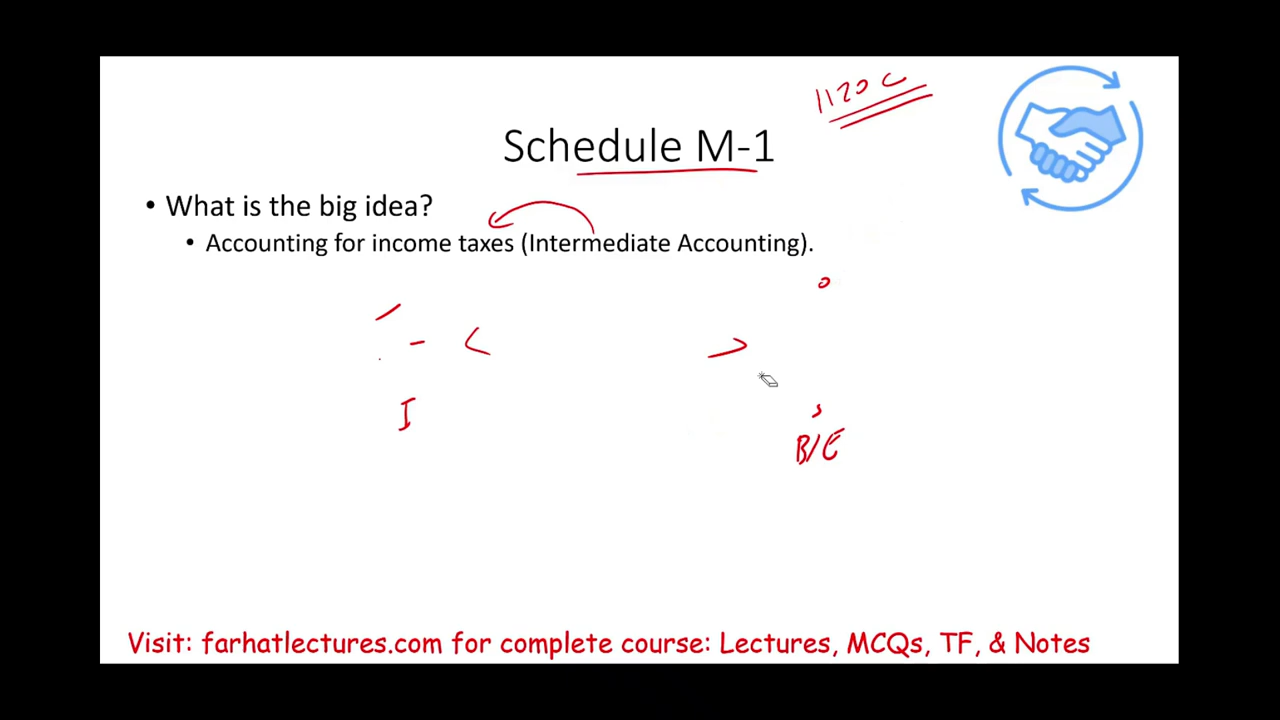 1120 C
Schedule M-1
• What is the big idea?
• Accounting for income taxes (Intermediate Accounting).
I
B/E
Visit: farhatlectures.com for complete course: Lectures, MCQs, TF, & Notes